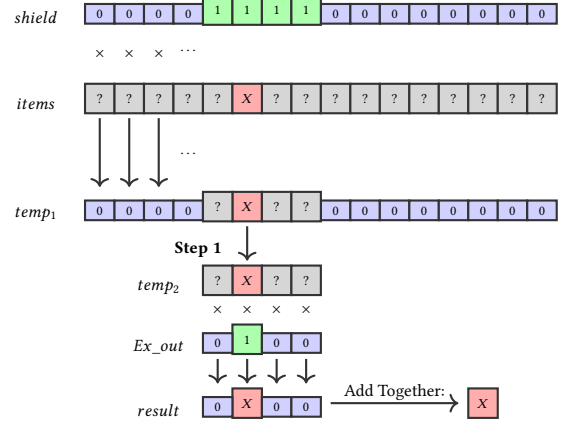 shield 0 0 0 0 1 1 1 1 0 0 0 0 0 0 0 0
× × × ...
items ? ? ? ? ? X ? ? ? ? ? ? ? ? ? ?
...
temp₁ 0 0 0 0 ? X ? ? 0 0 0 0 0 0 0 0
Step 1
temp₂ ? X ? ?
× × × ×
Ex_out 0 1 0 0
Add Together:
result 0 X 0 0 X